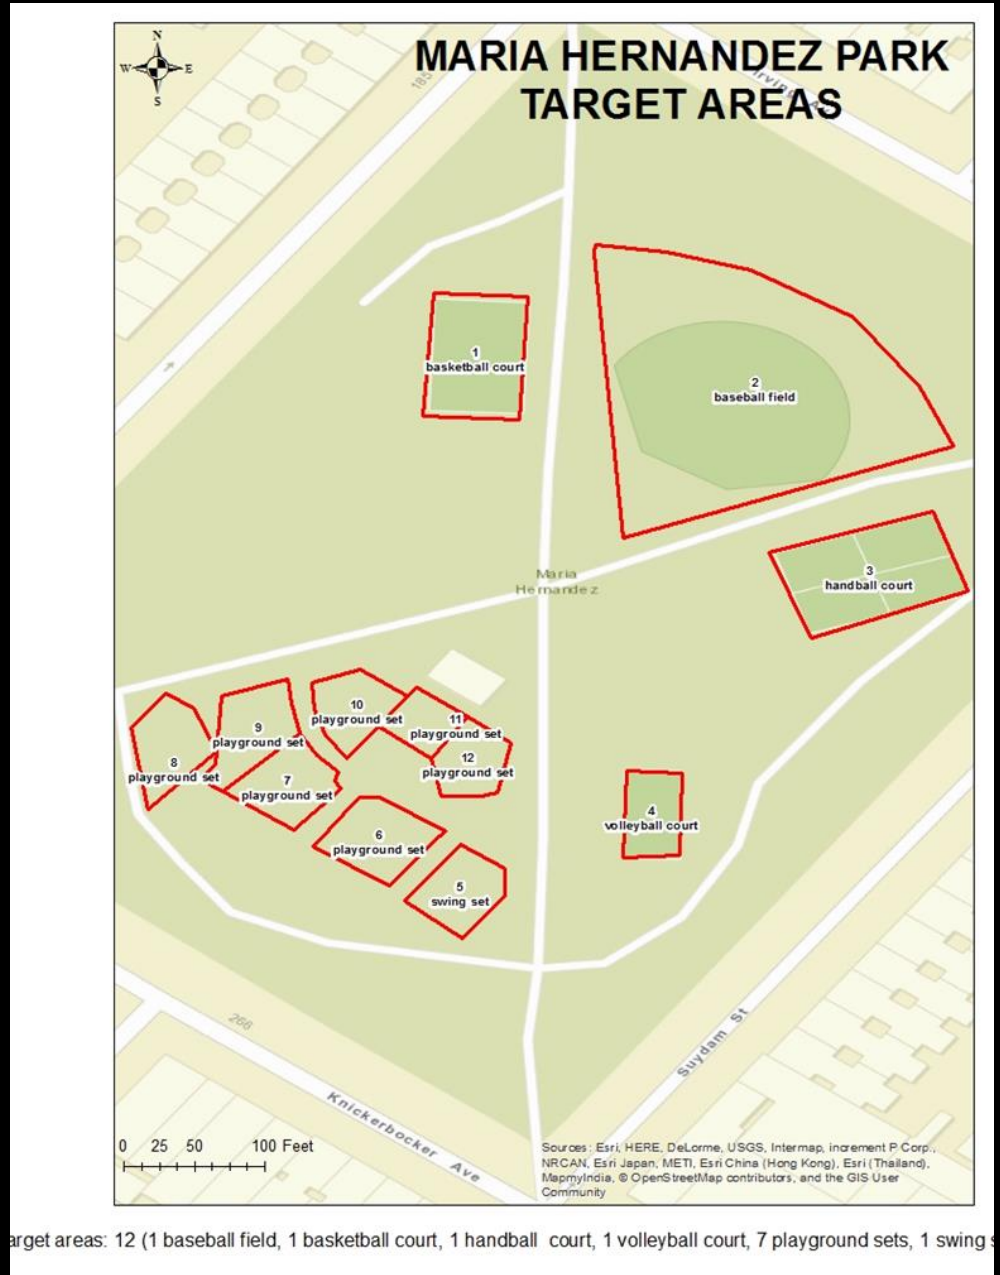 N
W E
S
MARIA HERNANDEZ PARK
TARGET AREAS
185
Irving
1
basketball court
2
baseball field
3
handball court
Maria
Hernandez
10
playground set
11
playground set
9
playground set
12
playground set
8
playground set
7
playground set
4
volleyball court
6
playground set
5
swing set
266
Suydam St
Knickerbocker Ave
0 25 50 100 Feet
Sources: Esri, HERE, DeLorme, USGS, Intermap, increment P Corp.,
NRCAN, Esri Japan, METI, Esri China (Hong Kong), Esri (Thailand),
MapmyIndia, © OpenStreetMap contributors, and the GIS User
Community
arget areas: 12 (1 baseball field, 1 basketball court, 1 handball court, 1 volleyball court, 7 playground sets, 1 swing s